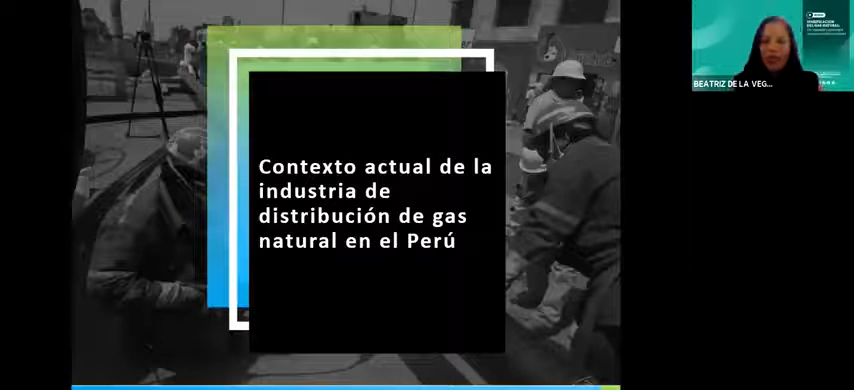 Contexto actual de la
industria de
distribución de gas
natural en el Perú
BEATRIZ DE LA VEG...